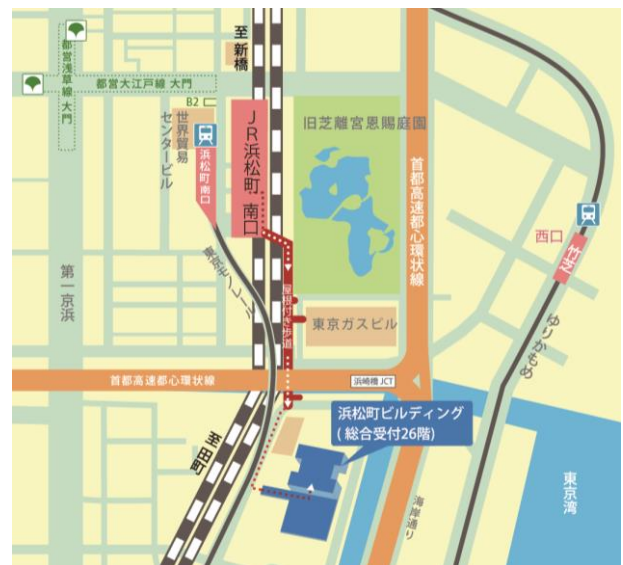 至新橋
都営浅草線 大門
都営大江戸線 大門
B2
世界貿易
センタービル
浜松町南口
JR浜松町・南口
旧芝離宮恩賜庭園
首都高速都心環状線
西口
竹芝
ゆりかもめ
第一京浜
東京モノレール
屋根付き歩道
東京ガスビル
首都高速都心環状線
浜崎橋 JCT
浜松町ビルディング
(総合受付26階)
至田町
海岸通り
東京湾